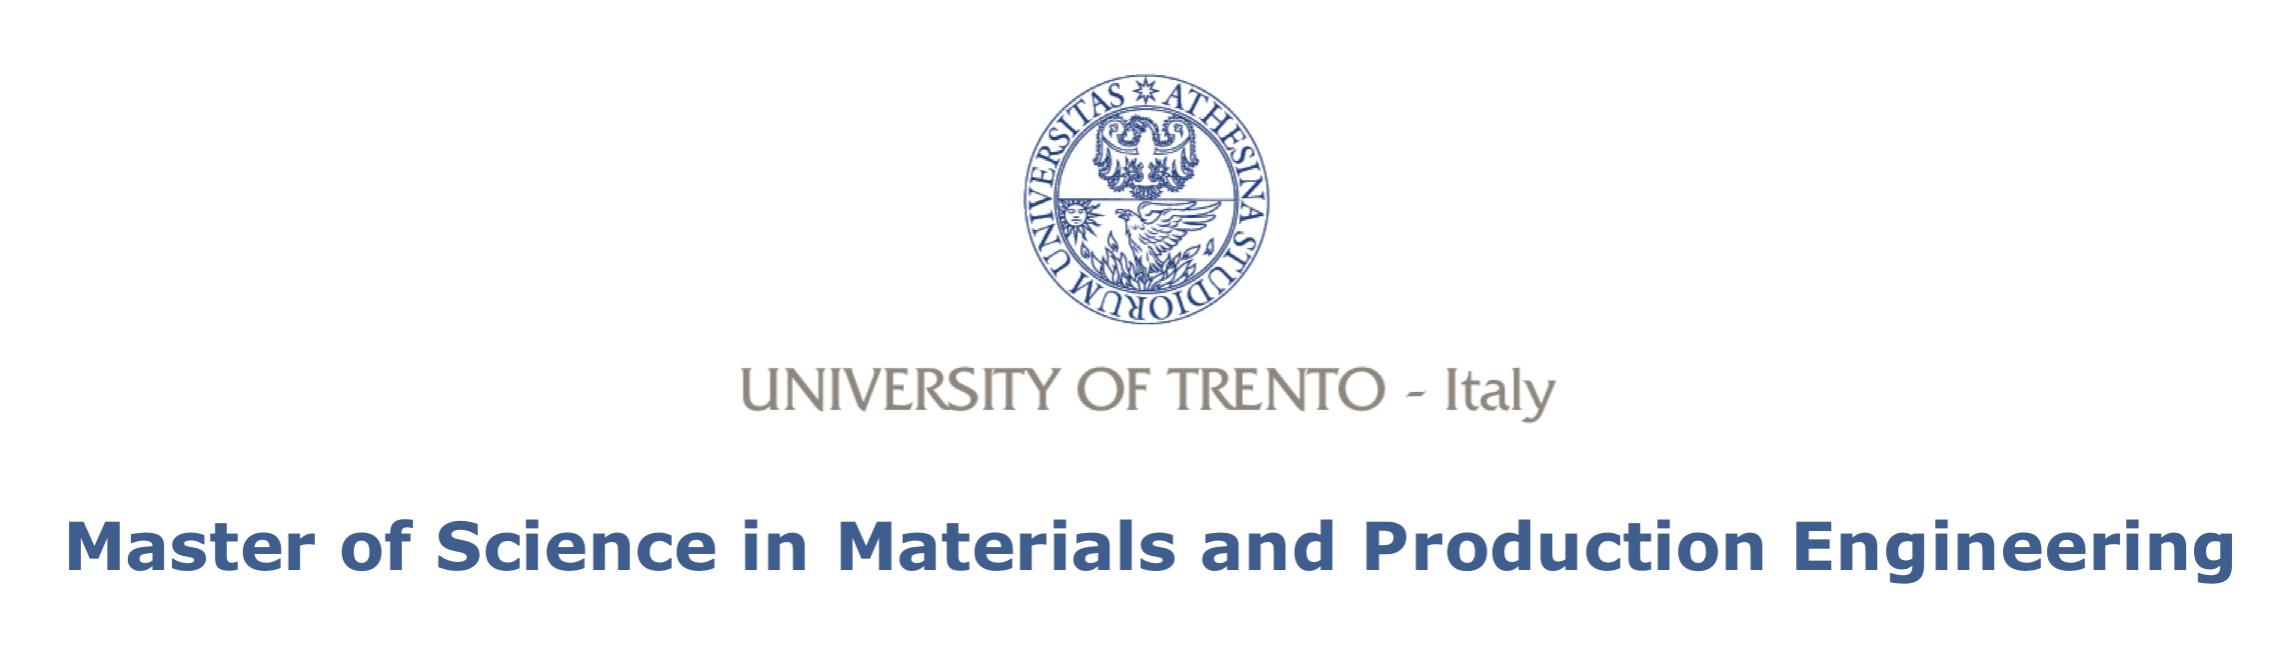 UNIVERSITAS ATHESINA STUDIORUM
UNIVERSITY OF TRENTO - Italy
Master of Science in Materials and Production Engineering